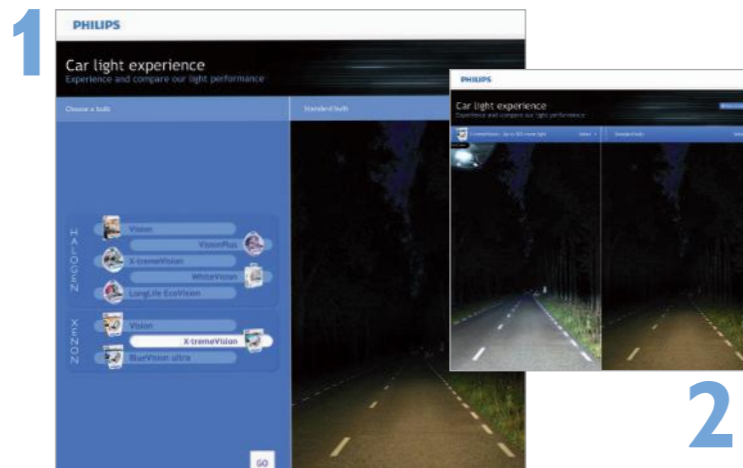 1
PHILIPS
Car light experience
Experience and compare our light performance
Choose a bulb
Standard bulb
HALOGEN
Vision
VisionPlus
X-tremeVision
WhiteVision
LongLife EcoVision
XENON
Vision
X-tremeVision
BlueVision ultra
GO
PHILIPS
Car light experience
Experience and compare our light performance
Standard bulb
2